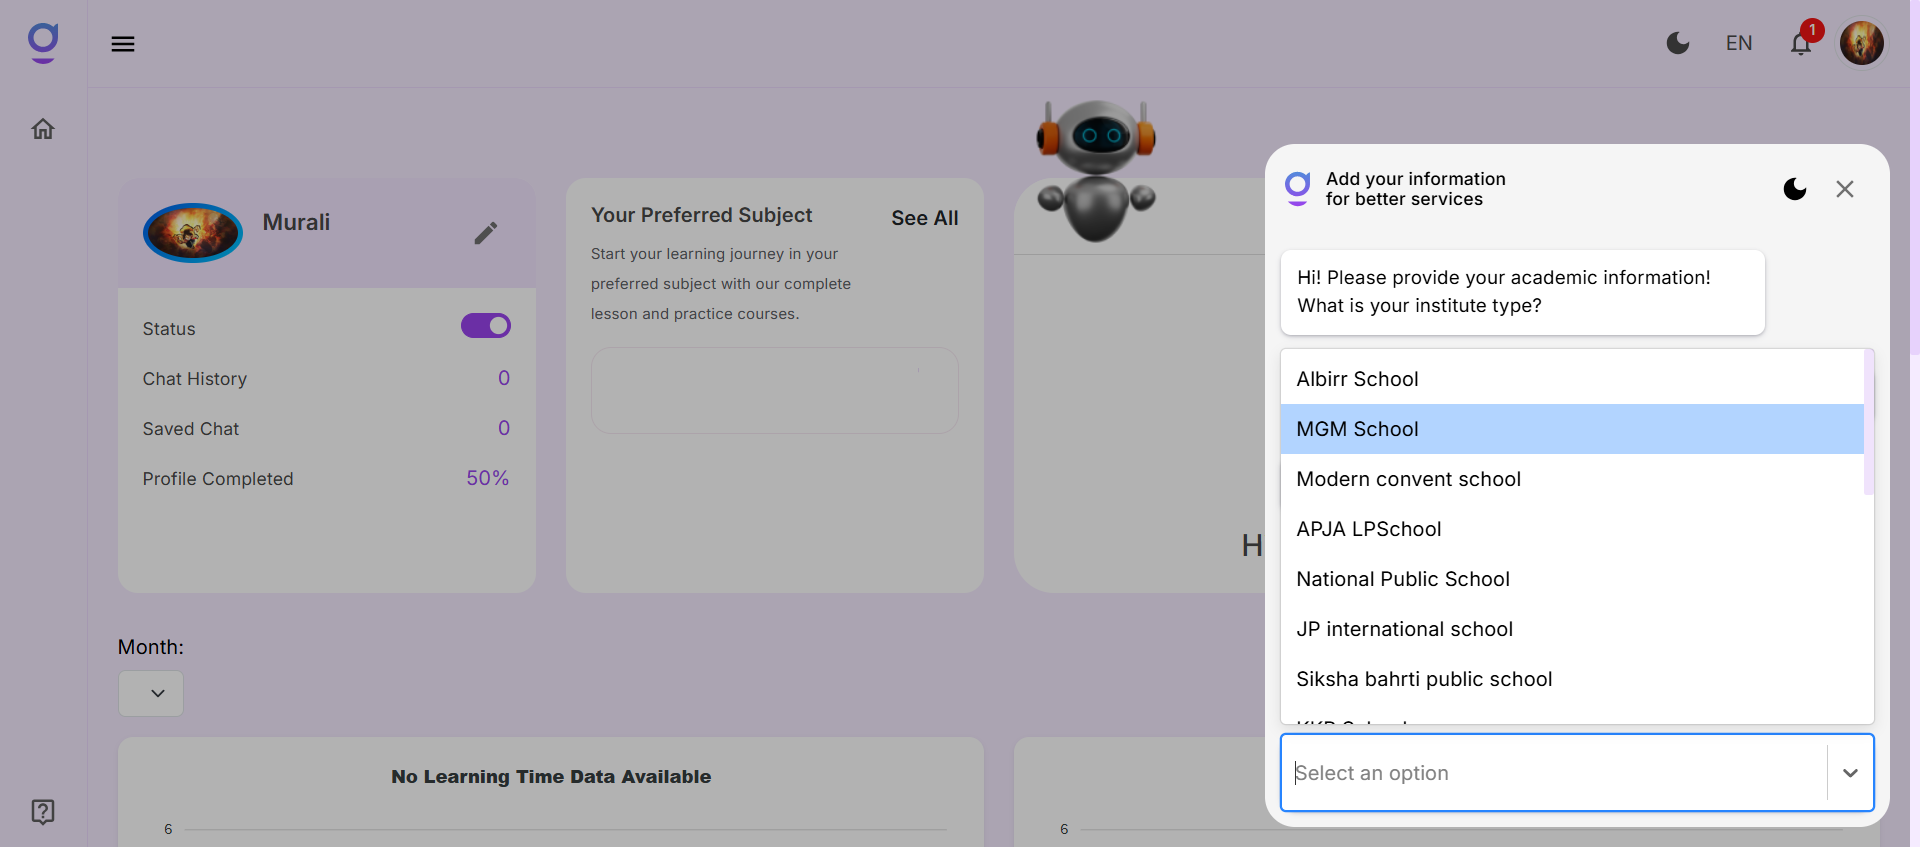 EN
1
Murali
Status
Chat History
0
Saved Chat
0
Profile Completed
50%
Your Preferred Subject
See All
Start your learning journey in your
preferred subject with our complete
lesson and practice courses.
H
Month:
No Learning Time Data Available
6
6
Add your information
for better services
Hi! Please provide your academic information!
What is your institute type?
Albirr School
MGM School
Modern convent school
APJA LPSchool
National Public School
JP international school
Siksha bahrti public school
Select an option